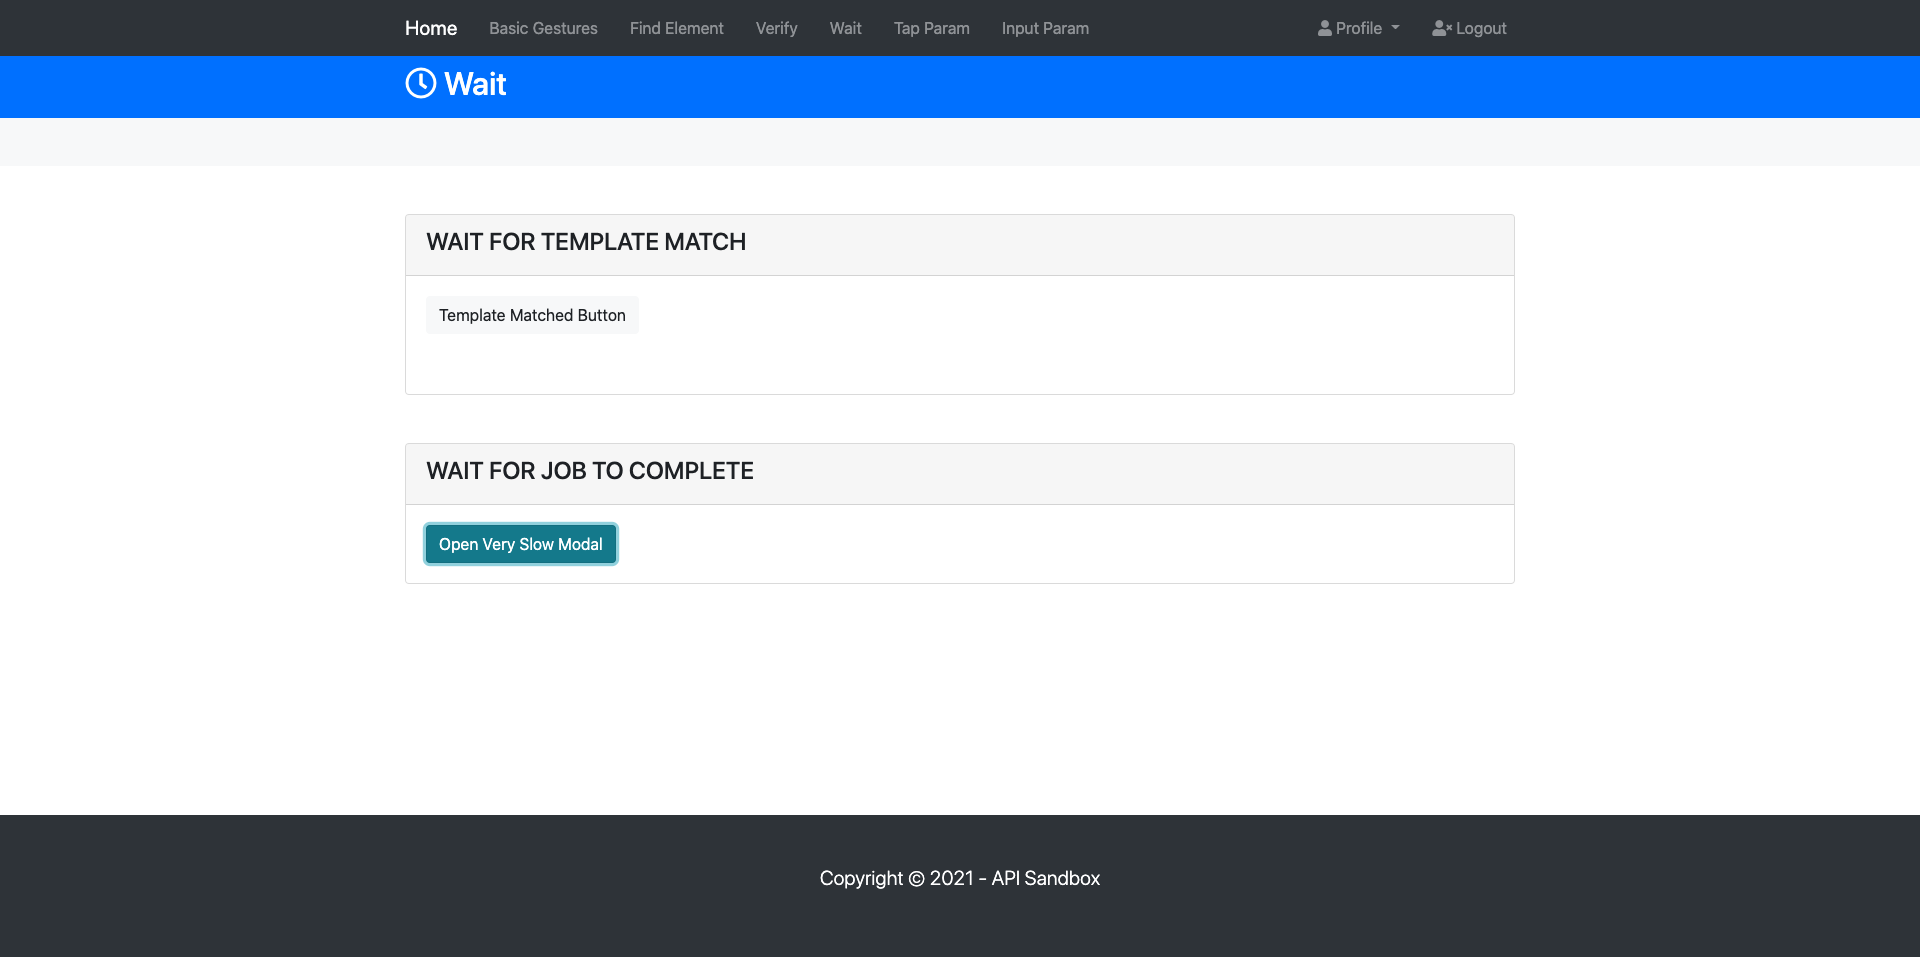 Home Basic Gestures Find Element Verify Wait Tap Param Input Param Profile Logout
Wait
WAIT FOR TEMPLATE MATCH
Template Matched Button
WAIT FOR JOB TO COMPLETE
Open Very Slow Modal
Copyright © 2021 - API Sandbox